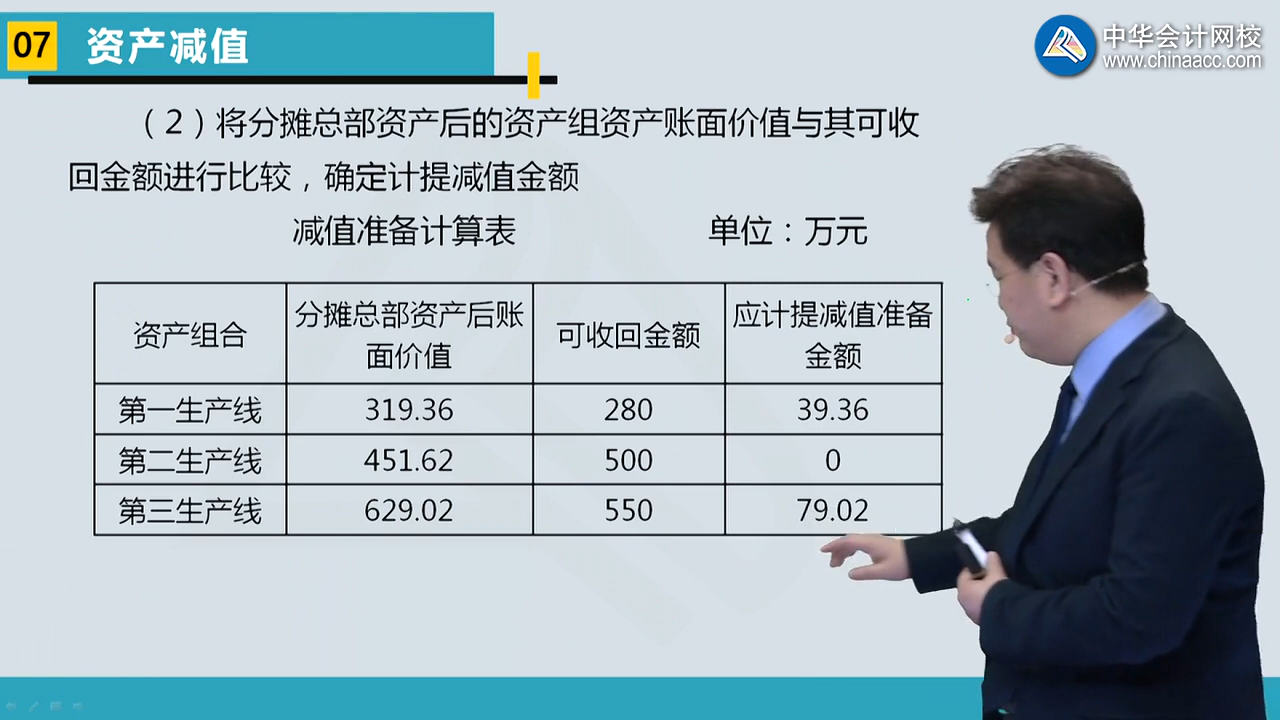 07 资产减值
中华会计网校
www.chinaacc.com
（2）将分摊总部资产后的资产组资产账面价值与其可收
回金额进行比较，确定计提减值金额
减值准备计算表 单位：万元
资产组合 分摊总部资产后账面价值 可收回金额 应计提减值准备金额
第一生产线 319.36 280 39.36
第二生产线 451.62 500 0
第三生产线 629.02 550 79.02